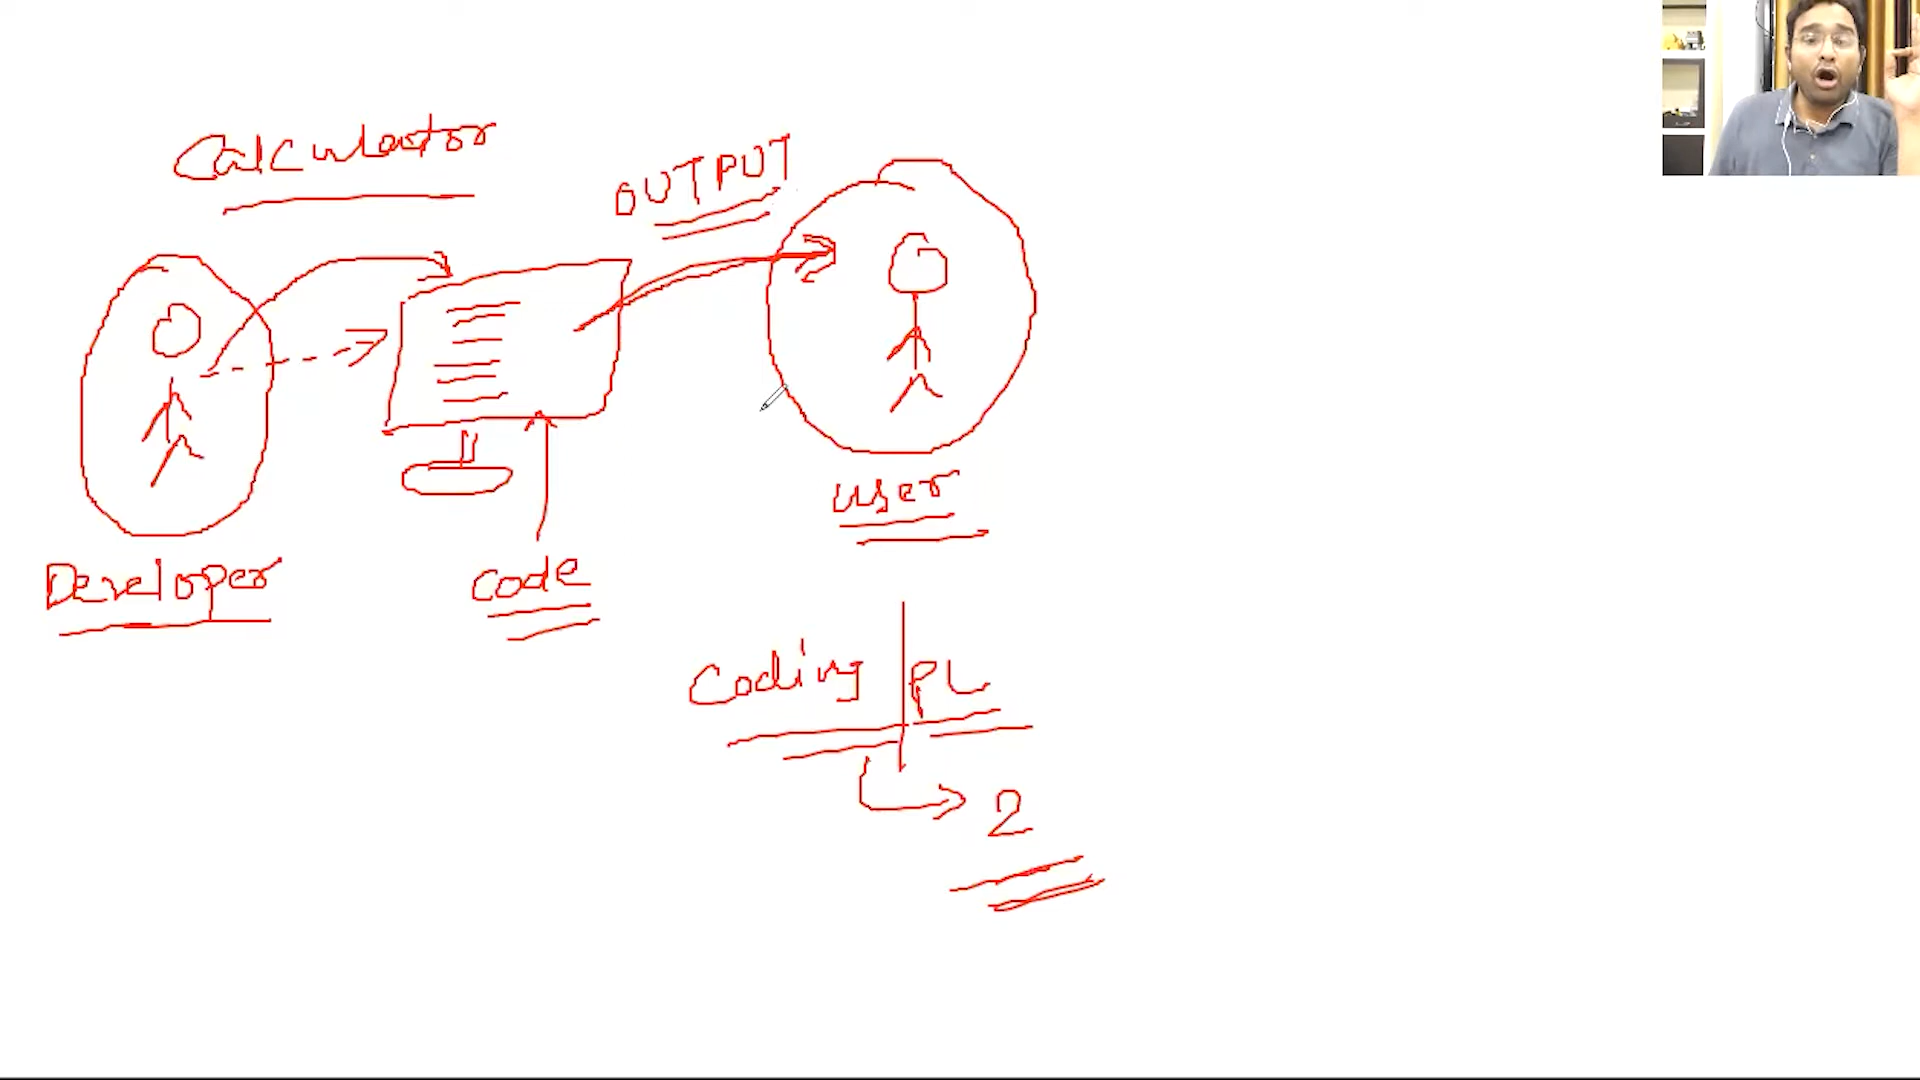 Calculator
OUTPUT
user
Developer
code
Coding | PL
2